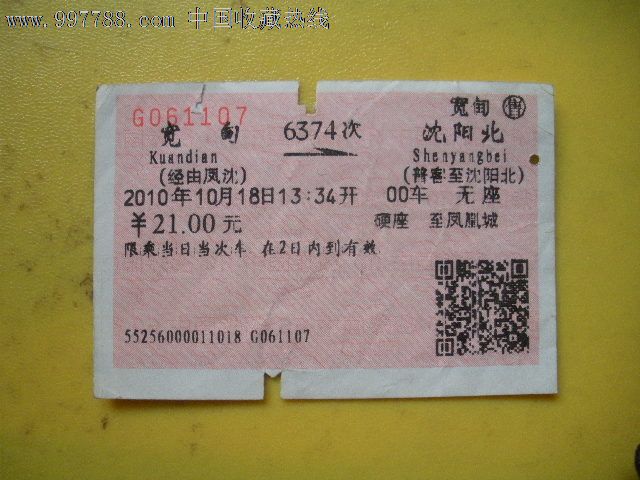 www.997788.com 中国收藏热线
G061107
宽甸 售
宽甸 6374次 沈阳北
Kuandian Shenyangbei
(经由凤沈) (普客至沈阳北)
2010年10月18日13:34开 00车 无座
￥21.00元 硬座 至凤凰城
限乘当日当次车 在2日内到有效
55256000011018 G061107